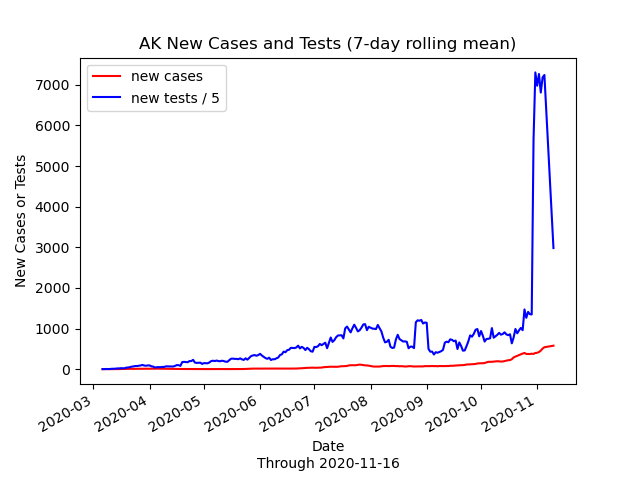 AK New Cases and Tests (7-day rolling mean)
new cases
new tests / 5
New Cases or Tests
7000
6000
5000
4000
3000
2000
1000
0
2020-03
2020-04
2020-05
2020-06
2020-07
2020-08
2020-09
2020-10
2020-11
Date
Through 2020-11-16